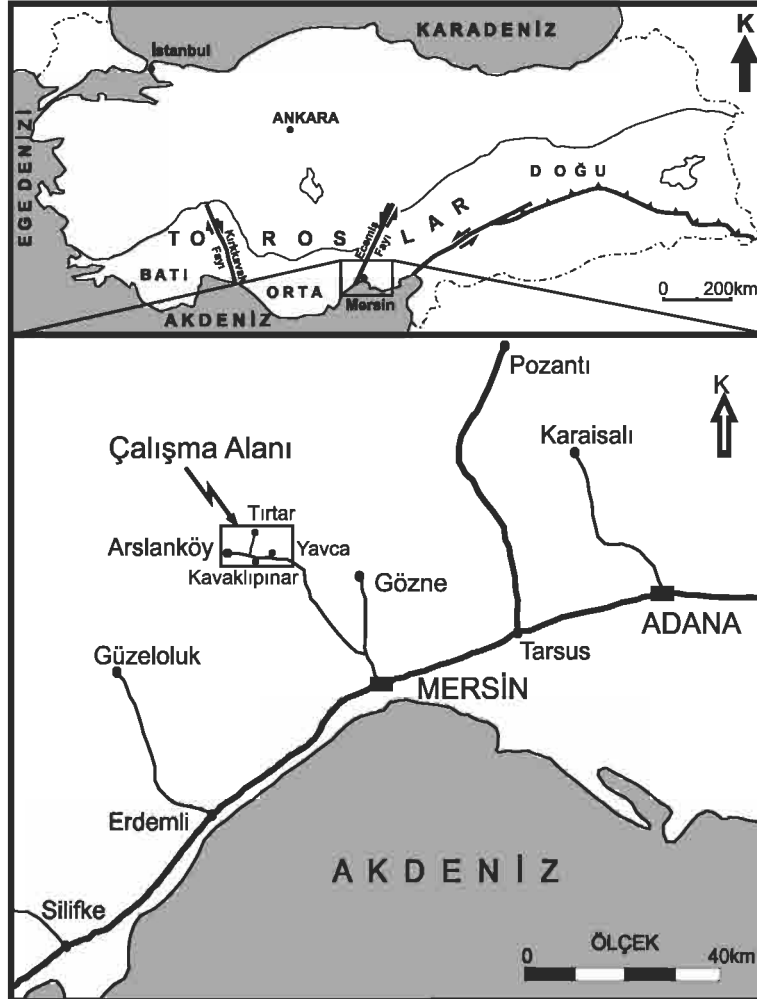 KARADENİZ
K
İstanbul
ANKARA
EGE DENİZİ
DOĞU
TOROSLAR
Kırkkavak
Fayı
Ecemiş
Fayı
BATI
ORTA
Mersin
AKDENİZ
0 200km
Pozantı
K
Karaisalı
Çalışma Alanı
Tırtar
Arslanköy
Yavca
Kavaklıpınar
Gözne
ADANA
Güzeloluk
Tarsus
MERSİN
Erdemli
AKDENİZ
Silifke
ÖLÇEK
0 40km